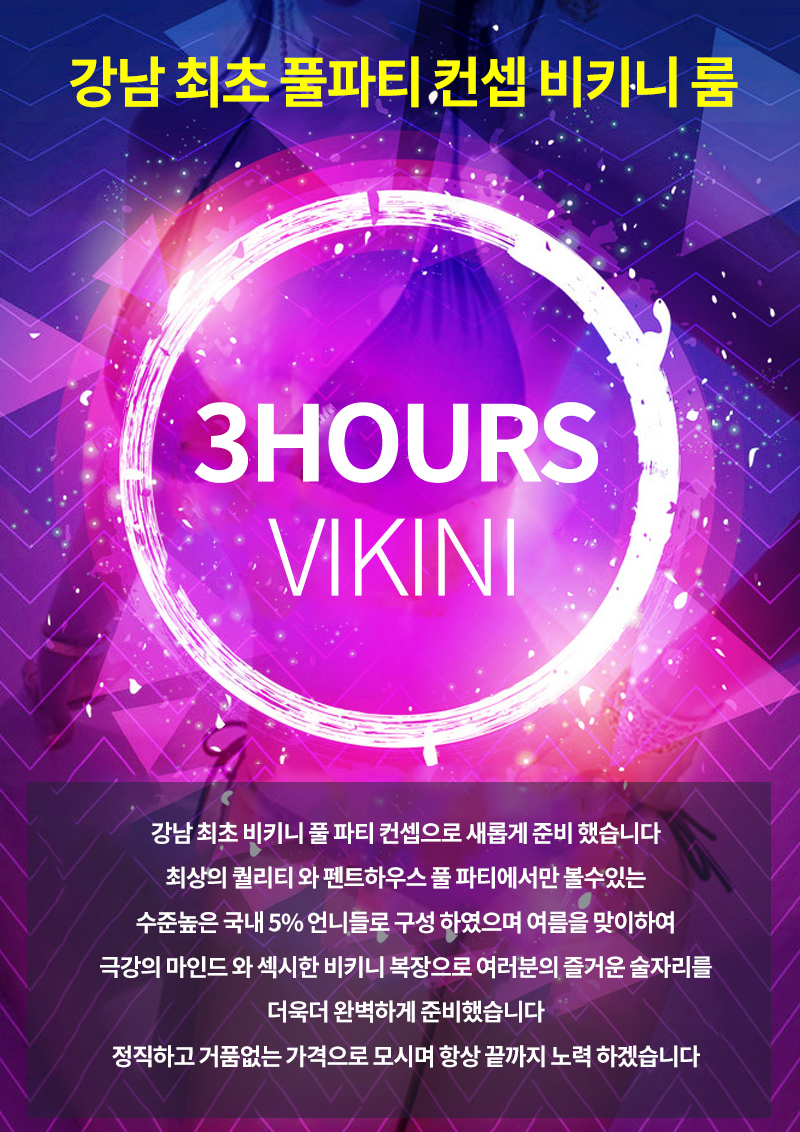 강남 최초 풀파티 컨셉 비키니 룸
3HOURS
VIKINI
강남 최초 비키니 풀 파티 컨셉으로 새롭게 준비 했습니다
최상의 퀄리티 와 펜트하우스 풀 파티에서만 볼수있는
수준높은 국내 5% 언니들로 구성 하였으며 여름을 맞이하여
극강의 마인드 와 섹시한 비키니 복장으로 여러분의 즐거운 술자리를
더욱더 완벽하게 준비했습니다
정직하고 거품없는 가격으로 모시며 항상 끝까지 노력 하겠습니다